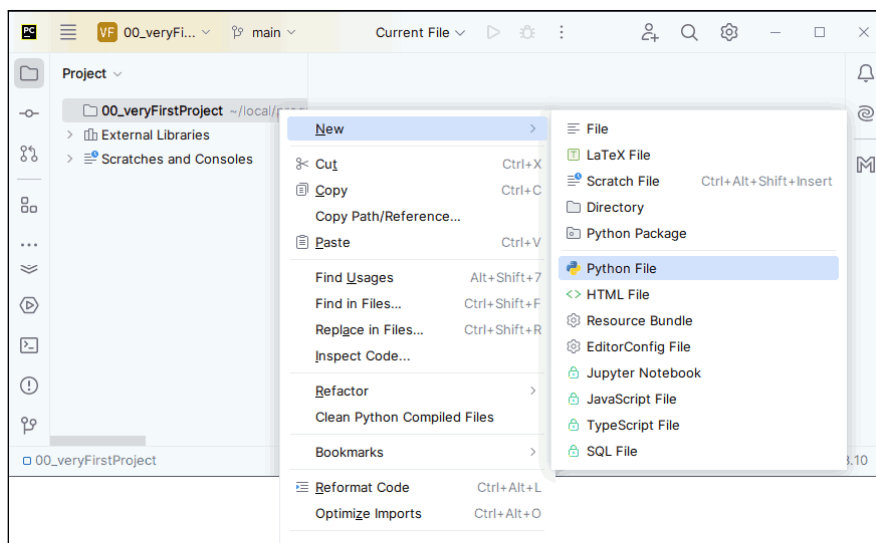 PC VF 00_veryFi... main Current File
Project
00_veryFirstProject ~/local/
External Libraries
Scratches and Consoles
New
Cut Ctrl+X
Copy Ctrl+C
Copy Path/Reference...
Paste Ctrl+V
Find Usages Alt+Shift+7
Find in Files... Ctrl+Shift+F
Replace in Files... Ctrl+Shift+R
Inspect Code...
Refactor
Clean Python Compiled Files
Bookmarks
Reformat Code Ctrl+Alt+L
Optimize Imports Ctrl+Alt+O
File
LaTeX File
Scratch File Ctrl+Alt+Shift+Insert
Directory
Python Package
Python File
HTML File
Resource Bundle
EditorConfig File
Jupyter Notebook
JavaScript File
TypeScript File
SQL File
00_veryFirstProject
.10